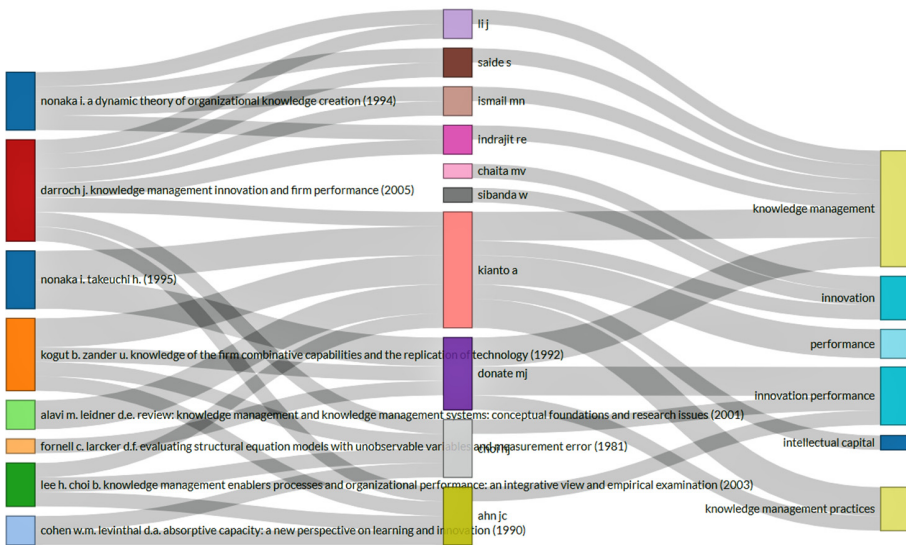 nonaka i. a dynamic theory of organizational knowledge creation (1994)
darroch j. knowledge management innovation and firm performance (2005)
nonaka i. takeuchi h. (1995)
kogut b. zander u. knowledge of the firm combinative capabilities and the replication of technology (1992)
alavi m. leidner d.e. review: knowledge management and knowledge management systems: conceptual foundations and research issues (2001)
fornell c. larcker d.f. evaluating structural equation models with unobservable variables and measurement error (1981)
lee h. choi b. knowledge management enablers processes and organizational performance: an integrative view and empirical examination (2003)
cohen w.m. levinthal d.a. absorptive capacity: a new perspective on learning and innovation (1990)
li j
saide s
ismail mn
indrajit re
chaita mv
sibanda w
kianto a
donate mj
choi hj
ahn jc
knowledge management
innovation
performance
innovation performance
intellectual capital
knowledge management practices